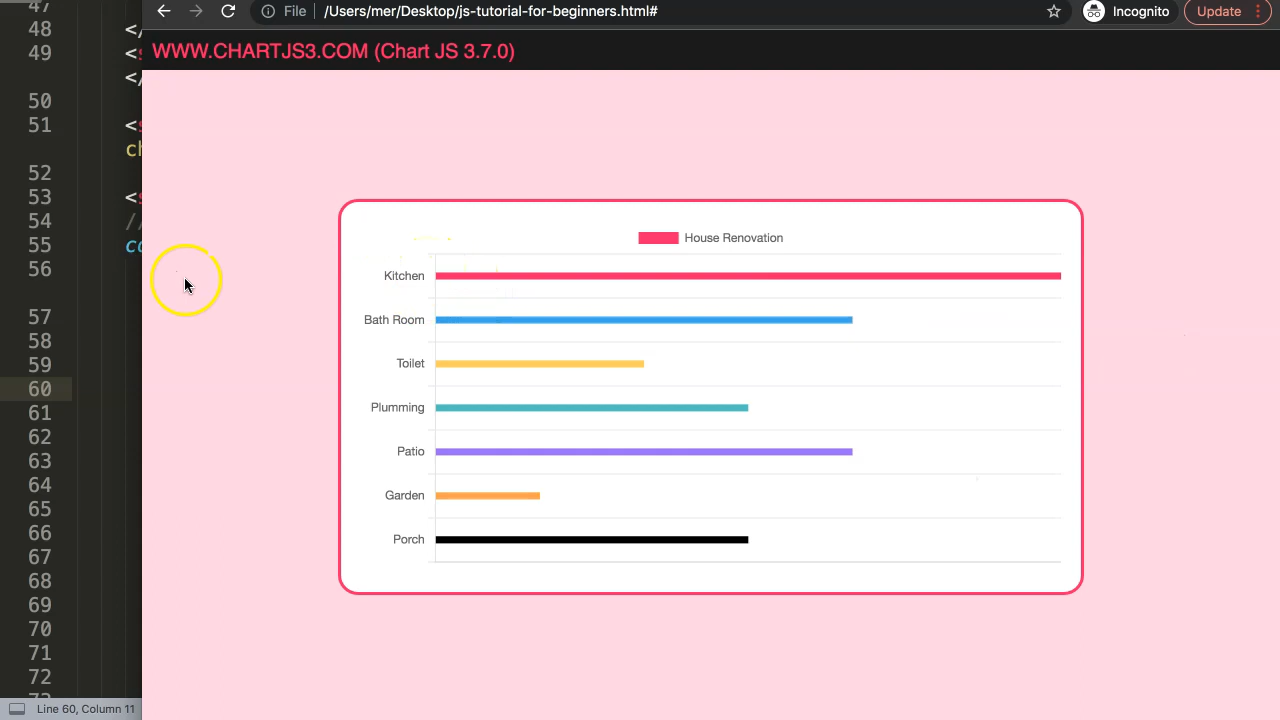 File /Users/mer/Desktop/js-tutorial-for-beginners.html# Incognito Update
WWW.CHARTJS3.COM (Chart JS 3.7.0)
47
48 </
49 <s
</
50
51 <s
ch
52
53 <s
54 //
55 co
56
57
58
59
60
61
62
63
64
65
66
67
68
69
70
71
72
Line 60, Column 11
House Renovation
Kitchen
Bath Room
Toilet
Plumming
Patio
Garden
Porch